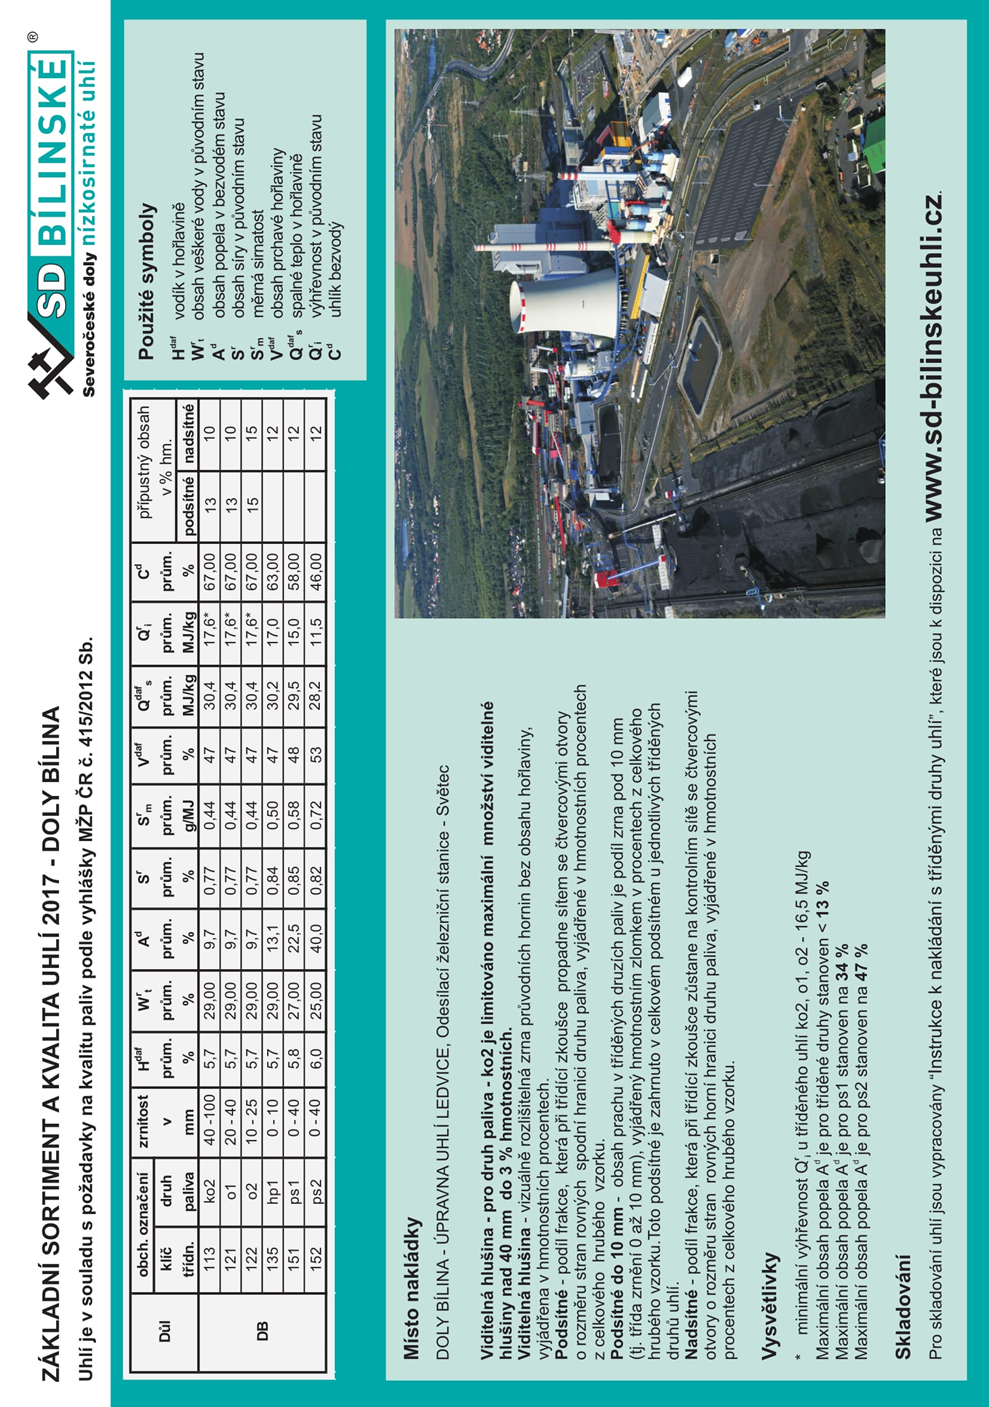 ZÁKLADNÍ SORTIMENT A KVALITA UHLÍ 2017 - DOLY BÍLINA
Uhlí je v souladu s požadavky na kvalitu paliv podle vyhlášky MŽP ČR č. 415/2012 Sb.
SD BÍLINSKÉ ®
Severočeské doly nízkosirnaté uhlí
Důl obch. označení zrnitost Hdaf Wrt Ad Sr Srm Vdaf Qdafs Qri Cd přípustný obsah
klíč druh v prům. prům. prům. prům. prům. prům. prům. prům. prům. v % hm.
třídn. paliva mm % % % % g/MJ % MJ/kg MJ/kg % podsítné nadsítné
DB
113 ko2 40 -100 5,7 29,00 9,7 0,77 0,44 47 30,4 17,6* 67,00 13 10
121 o1 20 - 40 5,7 29,00 9,7 0,77 0,44 47 30,4 17,6* 67,00 13 10
122 o2 10 - 25 5,7 29,00 9,7 0,77 0,44 47 30,4 17,6* 67,00 15 15
135 hp1 0 - 10 5,7 29,00 13,1 0,84 0,50 47 30,2 17,0 63,00 12
151 ps1 0 - 40 5,8 27,00 22,5 0,85 0,58 48 29,5 15,0 58,00 12
152 ps2 0 - 40 6,0 25,00 40,0 0,82 0,72 53 28,2 11,5 46,00 12
Použité symboly
Hdaf vodík v hořlavině
Wrt obsah veškeré vody v původním stavu
Ad obsah popela v bezvodém stavu
Sr obsah síry v původním stavu
Srm měrná sirnatost
Vdaf obsah prchavé hořlaviny
Qdafs spalné teplo v hořlavině
Qri výhřevnost v původním stavu
Cd uhlík bezvodý
Místo nakládky
DOLY BÍLINA - ÚPRAVNA UHLÍ LEDVICE, Odesílací železniční stanice - Světec
Viditelná hlušina - pro druh paliva - ko2 je limitováno maximální množství viditelné
hlušiny nad 40 mm do 3 % hmotnostních.
Viditelná hlušina - vizuálně rozlišitelná zrna průvodních hornin bez obsahu hořlaviny,
vyjádřena v hmotnostních procentech.
Podsítné - podíl frakce, která při třídící zkoušce propadne sítem se čtvercovými otvory
o rozměru stran rovných spodní hranici druhu paliva, vyjádřené v hmotnostních procentech
z celkového hrubého vzorku.
Podsítné do 10 mm - obsah prachu v tříděných druzích paliv je podíl zrna pod 10 mm
(tj. třída zrnění 0 až 10 mm), vyjádřený hmotnostním zlomkem v procentech z celkového
hrubého vzorku.Toto podsítné je zahrnuto v celkovém podsítném u jednotlivých tříděných
druhů uhlí.
Nadsítné - podíl frakce, která při třídící zkoušce zůstane na kontrolním sítě se čtvercovými
otvory o rozměru stran rovných horní hranici druhu paliva, vyjádřené v hmotnostních
procentech z celkového hrubého vzorku.
Vysvětlivky
* minimální výhřevnost Qri u tříděného uhlí ko2, o1, o2 - 16,5 MJ/kg
Maximální obsah popela Ad je pro tříděné druhy stanoven < 13 %
Maximální obsah popela Ad je pro ps1 stanoven na 34 %
Maximální obsah popela Ad je pro ps2 stanoven na 47 %
Skladování
Pro skladování uhlí jsou vypracovány “Instrukce k nakládání s tříděnými druhy uhlí”, které jsou k dispozici na www.sd-bilinskeuhli.cz.